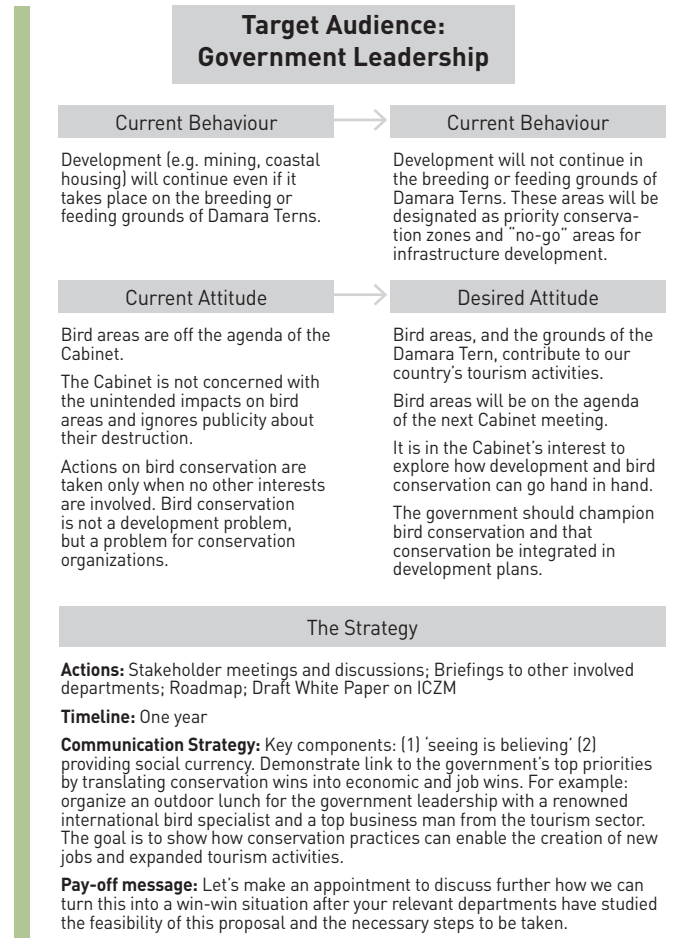 Target Audience:
Government Leadership
Current Behaviour
Development (e.g. mining, coastal
housing) will continue even if it
takes place on the breeding or
feeding grounds of Damara Terns.
Current Behaviour
Development will not continue in
the breeding or feeding grounds of
Damara Terns. These areas will be
designated as priority conserva-
tion zones and “no-go” areas for
infrastructure development.
Current Attitude
Bird areas are off the agenda of the
Cabinet.
The Cabinet is not concerned with
the unintended impacts on bird
areas and ignores publicity about
their destruction.
Actions on bird conservation are
taken only when no other interests
are involved. Bird conservation
is not a development problem,
but a problem for conservation
organizations.
Desired Attitude
Bird areas, and the grounds of the
Damara Tern, contribute to our
country’s tourism activities.
Bird areas will be on the agenda
of the next Cabinet meeting.
It is in the Cabinet’s interest to
explore how development and bird
conservation can go hand in hand.
The government should champion
bird conservation and that
conservation be integrated in
development plans.
The Strategy
Actions: Stakeholder meetings and discussions; Briefings to other involved
departments; Roadmap; Draft White Paper on ICZM
Timeline: One year
Communication Strategy: Key components: (1) ‘seeing is believing’ (2)
providing social currency. Demonstrate link to the government’s top priorities
by translating conservation wins into economic and job wins. For example:
organize an outdoor lunch for the government leadership with a renowned
international bird specialist and a top business man from the tourism sector.
The goal is to show how conservation practices can enable the creation of new
jobs and expanded tourism activities.
Pay-off message: Let’s make an appointment to discuss further how we can
turn this into a win-win situation after your relevant departments have studied
the feasibility of this proposal and the necessary steps to be taken.